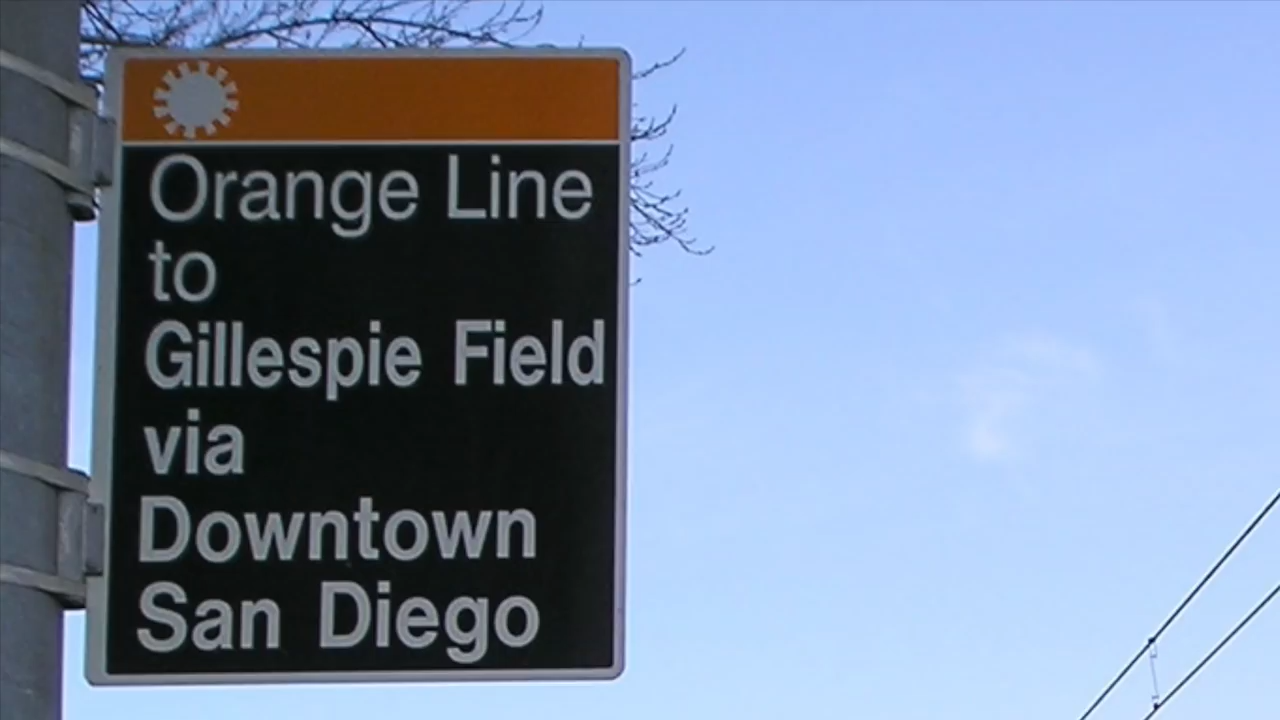 Orange Line
to
Gillespie Field
via
Downtown
San Diego